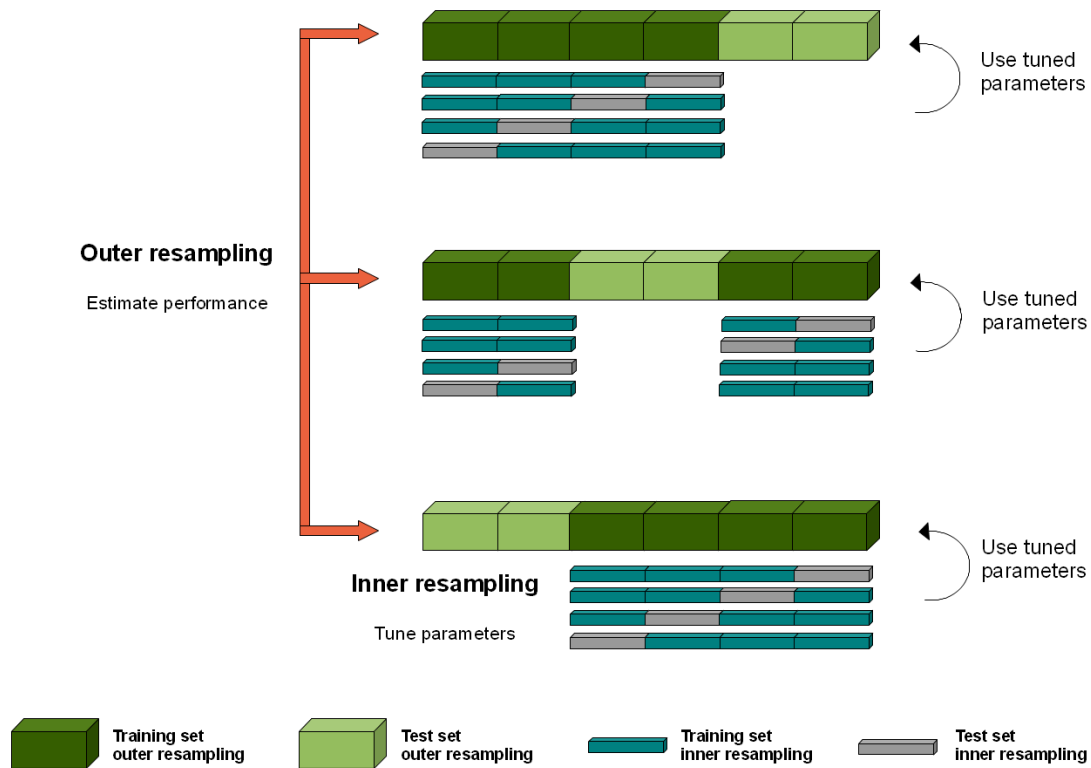 Use tuned
parameters
Outer resampling
Estimate performance
Use tuned
parameters
Inner resampling
Tune parameters
Use tuned
parameters
Training set
outer resampling
Test set
outer resampling
Training set
inner resampling
Test set
inner resampling